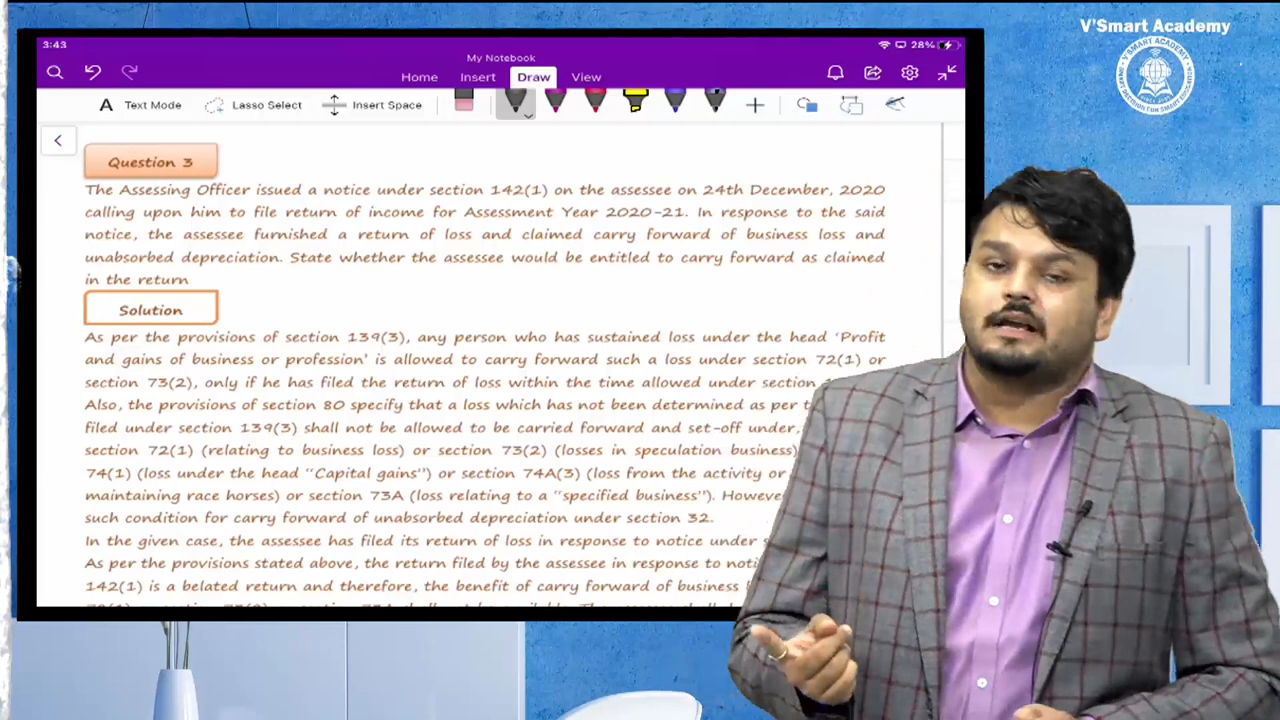 V'Smart Academy
3:43
28%
My Notebook
Home Insert Draw View
A Text Mode Lasso Select Insert Space
Question 3
The Assessing Officer issued a notice under section 142(1) on the assessee on 24th December, 2020
calling upon him to file return of income for Assessment Year 2020-21. In response to the said
notice, the assessee furnished a return of loss and claimed carry forward of business loss and
unabsorbed depreciation. State whether the assessee would be entitled to carry forward as claimed
in the return
Solution
As per the provisions of section 139(3), any person who has sustained loss under the head 'Profit
and gains of business or profession' is allowed to carry forward such a loss under section 72(1) or
section 73(2), only if he has filed the return of loss within the time allowed under section
Also, the provisions of section 80 specify that a loss which has not been determined as per
filed under section 139(3) shall not be allowed to be carried forward and set-off under,
section 72(1) (relating to business loss) or section 73(2) (losses in speculation business)
74(1) (loss under the head "Capital gains") or section 74A(3) (loss from the activity or
maintaining race horses) or section 73A (loss relating to a "specified business"). However
such condition for carry forward of unabsorbed depreciation under section 32.
In the given case, the assessee has filed its return of loss in response to notice under
As per the provisions stated above, the return filed by the assessee in response to
142(1) is a belated return and therefore, the benefit of carry forward of business